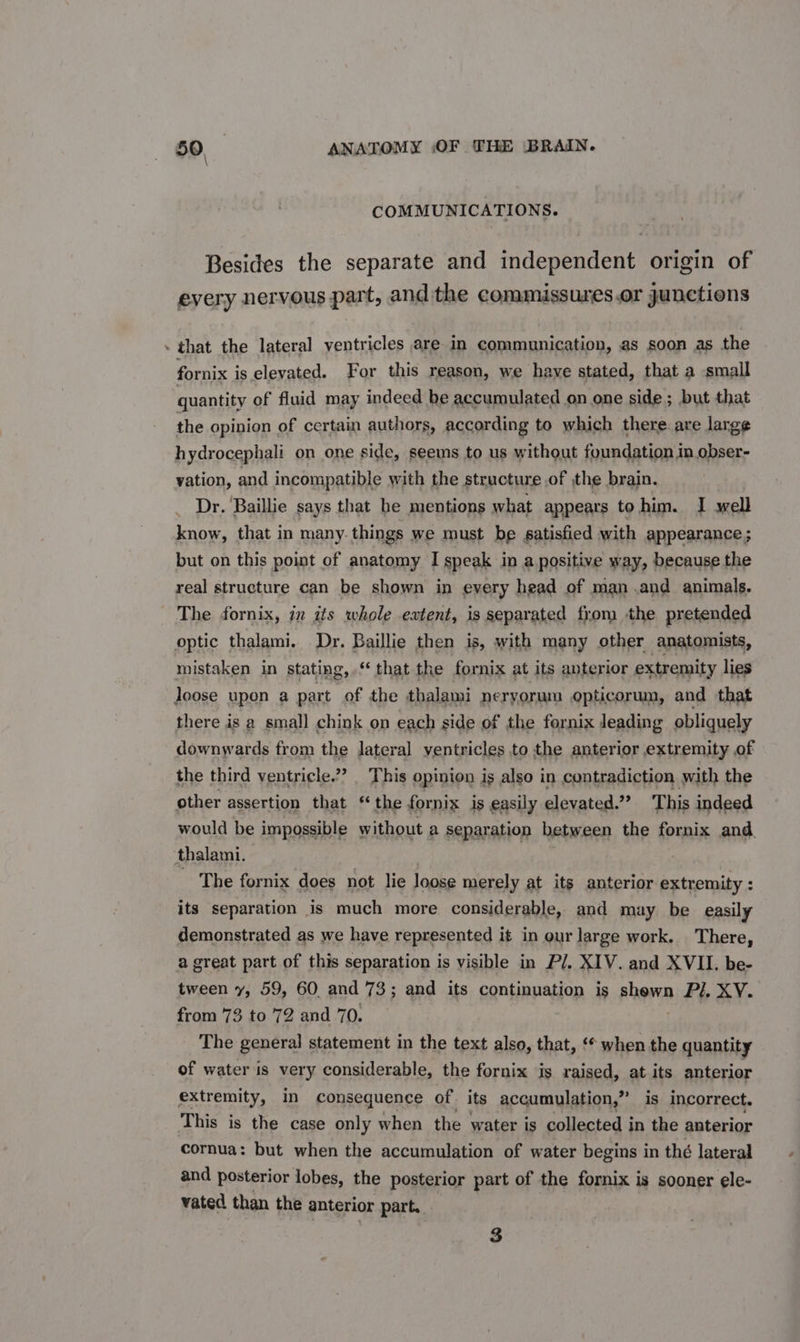 50 ANATOMY OF THE BRAIN.
COMMUNICATIONS.
Besides the separate and independent origin of
every nervous part, and the commissures or junctions
that the lateral ventricles are in communication, as soon as the
fornix is elevated. For this reason, we have stated, that a small
quantity of fluid may indeed be accumulated on one side; but that
the opinion of certain authors, according to which there are large
hydrocephali on one side, seems to us without foundation in obser-
vation, and incompatible with the structure of the brain.
Dr. Baillie says that he mentions what appears to him. I well
know, that in many things we must be satisfied with appearance;
but on this point of anatomy I speak in a positive way, because the
real structure can be shown in every head of man and animals.
The fornix, in its whole extent, is separated from the pretended
optic thalami. Dr. Baillie then is, with many other anatomists,
mistaken in stating, “that the fornix at its anterior extremity lies
loose upon a part of the thalami nervorum opticorum, and that
there is a small chink on each side of the fornix leading obliquely
downwards from the lateral ventricles to the anterior extremity of
the third ventricle.” This opinion is also in contradiction with the
other assertion that “the fornix is easily elevated.” This indeed
would be impossible without a separation between the fornix and
thalami.
The fornix does not lie loose merely at its anterior extremity:
its separation is much more considerable, and may be easily
demonstrated as we have represented it in our large work. There,
a great part of this separation is visible in Pl. XIV. and XVII. be-
tween y, 59, 60 and 73; and its continuation is shewn Pl. XV.
from 73 to 72 and 70.
The general statement in the text also, that, “when the quantity
of water is very considerable, the fornix is raised, at its anterior
extremity, in consequence of its accumulation,” is incorrect.
This is the case only when the water is collected in the anterior
cornua: but when the accumulation of water begins in thé lateral
and posterior lobes, the posterior part of the fornix is sooner ele-
vated than the anterior part.
3